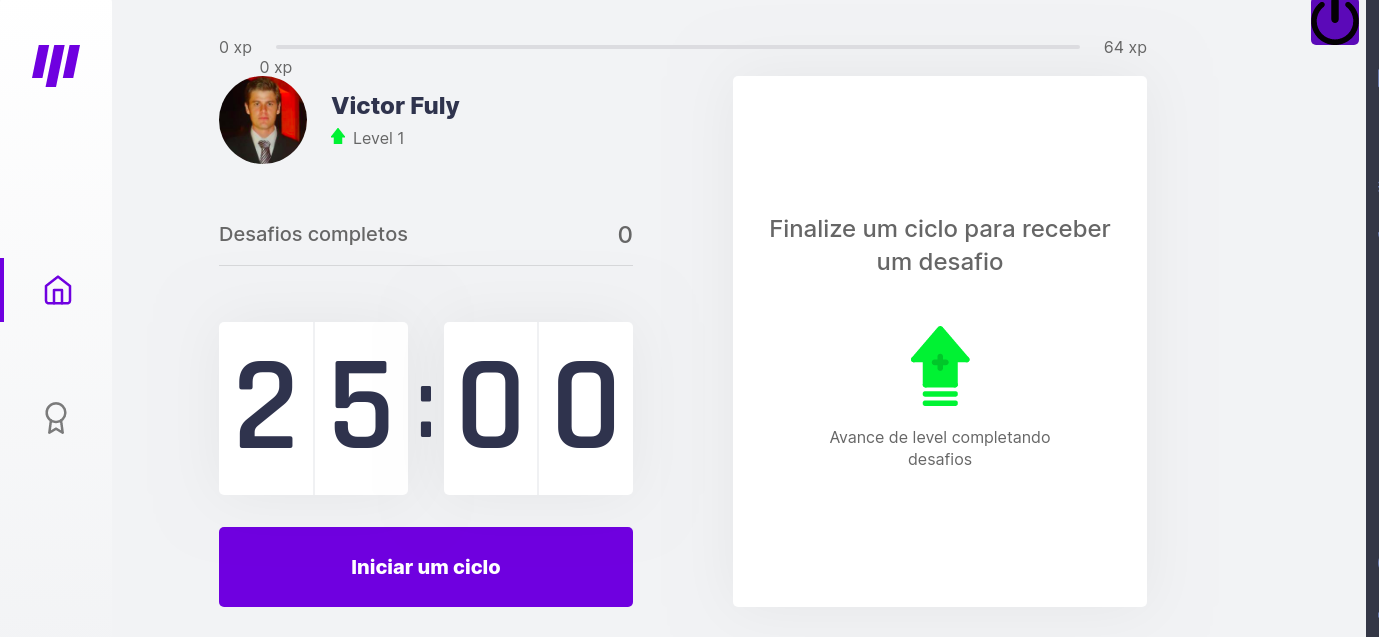 0 xp
64 xp
0 xp
Victor Fuly
Level 1
Desafios completos
0
25:00
Iniciar um ciclo
Finalize um ciclo para receber
um desafio
Avance de level completando
desafios